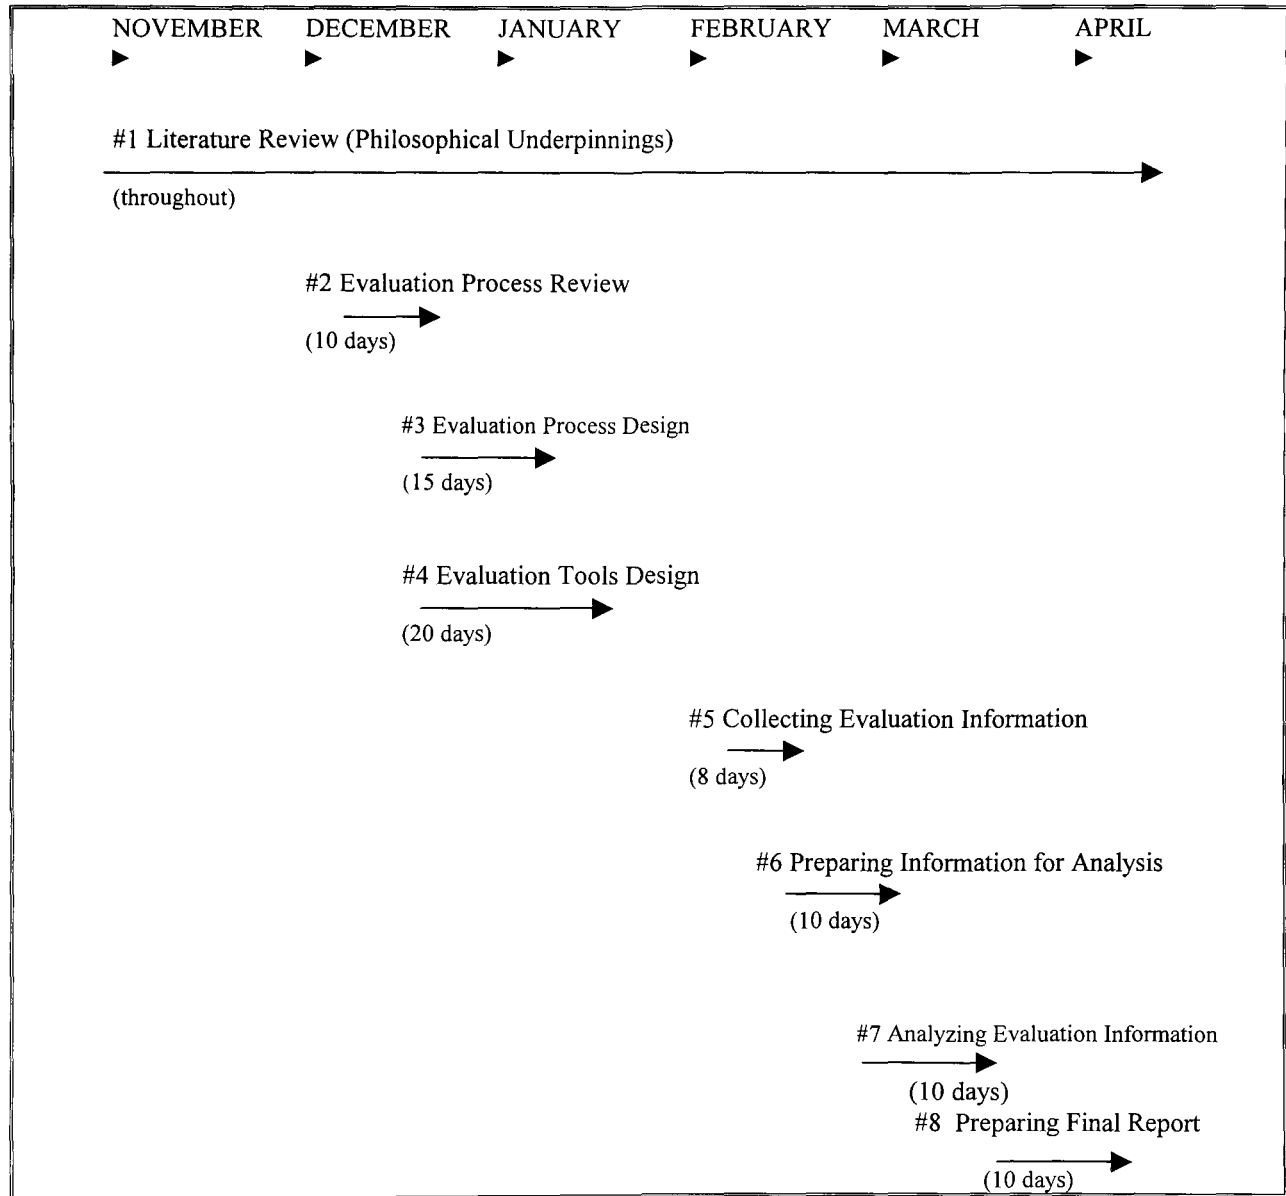 NOVEMBER DECEMBER JANUARY FEBRUARY MARCH APRIL
#1 Literature Review (Philosophical Underpinnings)
(throughout)
#2 Evaluation Process Review
(10 days)
#3 Evaluation Process Design
(15 days)
#4 Evaluation Tools Design
(20 days)
#5 Collecting Evaluation Information
(8 days)
#6 Preparing Information for Analysis
(10 days)
#7 Analyzing Evaluation Information
(10 days)
#8 Preparing Final Report
(10 days)